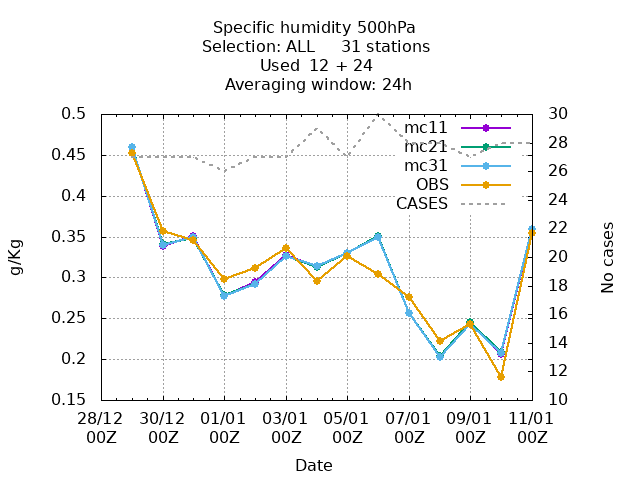 Specific humidity 500hPa
Selection: ALL 31 stations
Used 12 + 24
Averaging window: 24h
0.5
0.45
0.4
0.35
0.3
0.25
0.2
0.15
g/Kg
mc11
mc21
mc31
OBS
CASES
30
28
26
24
22
20
18
16
14
12
10
No cases
28/12 30/12 01/01 03/01 05/01 07/01 09/01 11/01
00Z 00Z 00Z 00Z 00Z 00Z 00Z 00Z
Date